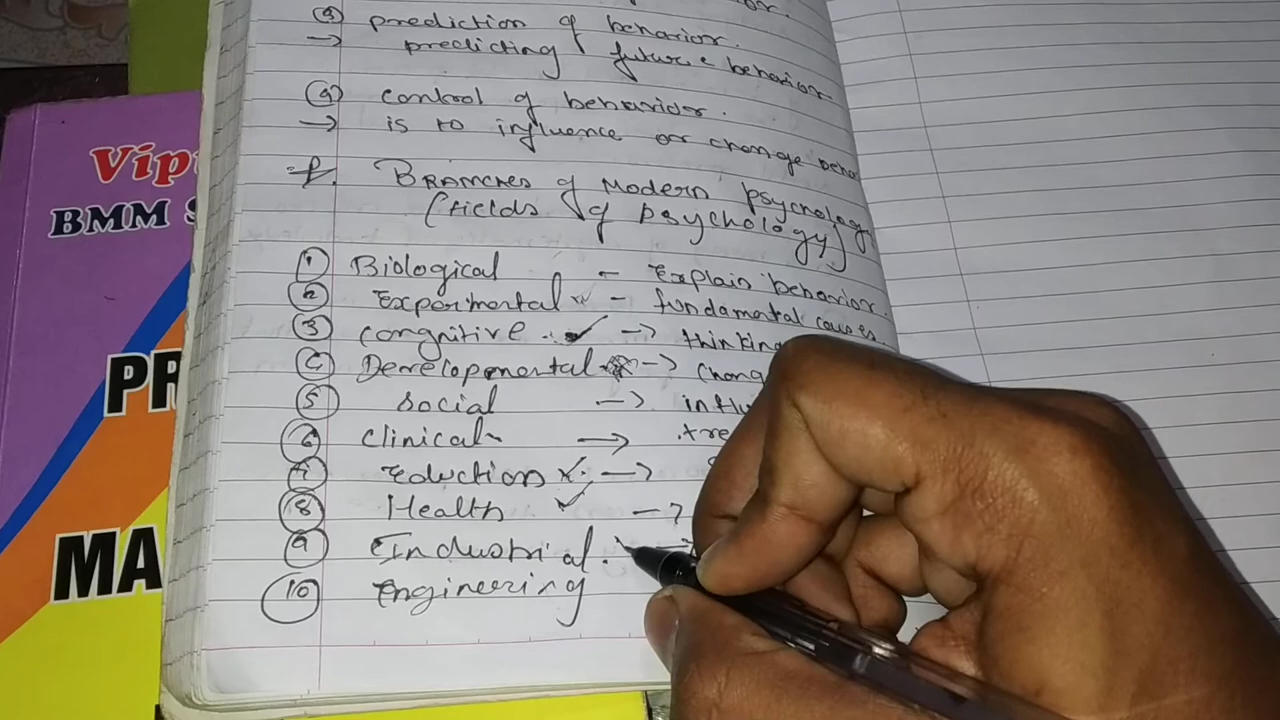 ③ prediction of behavior.
→ predicting future behavior.
④ control of behavior.
→ is to influence or change beha
BRANCHES of Modern Psychology
(fields of psychology)
① Biological - Explain behavior.
② Experimental - fundamental causes.
③ congnitive → thinking
④ Developmental → Chang
⑤ social → influ
⑥ clinical → tre
⑦ Eduction →
⑧ Health →
⑨ Industrial. →
⑩ Engineering
Vip
BMM S
PR
MA